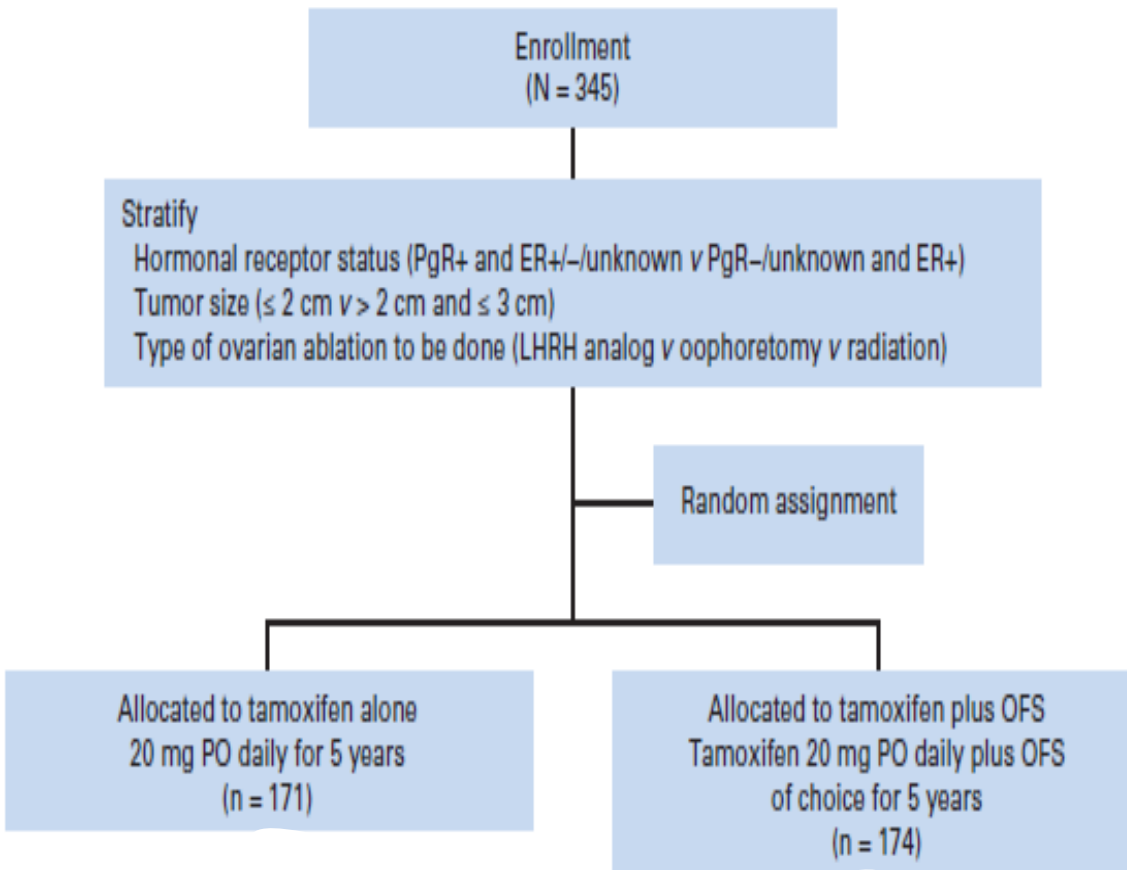 Enrollment
(N = 345)
Stratify
Hormonal receptor status (PgR+ and ER+/−/unknown v PgR−/unknown and ER+)
Tumor size (≤ 2 cm v > 2 cm and ≤ 3 cm)
Type of ovarian ablation to be done (LHRH analog v oophoretomy v radiation)
Random assignment
Allocated to tamoxifen alone
20 mg PO daily for 5 years
(n = 171)
Allocated to tamoxifen plus OFS
Tamoxifen 20 mg PO daily plus OFS
of choice for 5 years
(n = 174)